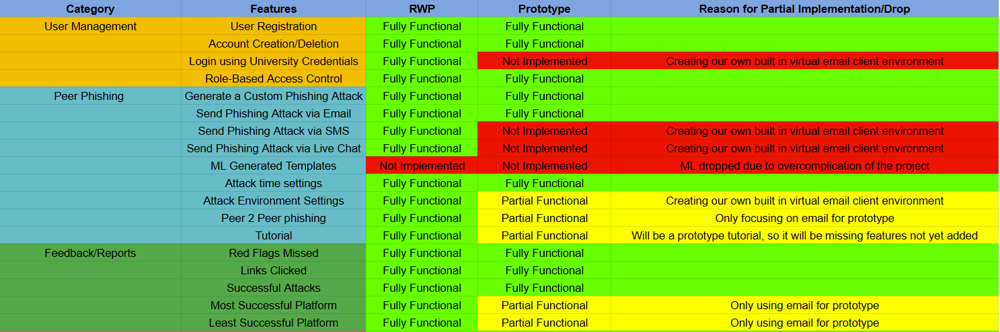 Category Features RWP Prototype Reason for Partial Implementation/Drop
User Management User Registration Fully Functional Fully Functional
Account Creation/Deletion Fully Functional Fully Functional
Login using University Credentials Fully Functional Not Implemented Creating our own built in virtual email client environment
Role-Based Access Control Fully Functional Fully Functional
Peer Phishing Generate a Custom Phishing Attack Fully Functional Fully Functional
Send Phishing Attack via Email Fully Functional Fully Functional
Send Phishing Attack via SMS Fully Functional Not Implemented Creating our own built in virtual email client environment
Send Phishing Attack via Live Chat Fully Functional Not Implemented Creating our own built in virtual email client environment
ML Generated Templates Not Implemented Not Implemented ML dropped due to overcomplication of the project
Attack time settings Fully Functional Fully Functional
Attack Environment Settings Fully Functional Partial Functional Creating our own built in virtual email client environment
Peer 2 Peer phishing Fully Functional Partial Functional Only focusing on email for prototype
Tutorial Fully Functional Partial Functional Will be a prototype tutorial, so it will be missing features not yet added
Feedback/Reports Red Flags Missed Fully Functional Fully Functional
Links Clicked Fully Functional Fully Functional
Successful Attacks Fully Functional Fully Functional
Most Successful Platform Fully Functional Partial Functional Only using email for prototype
Least Successful Platform Fully Functional Partial Functional Only using email for prototype